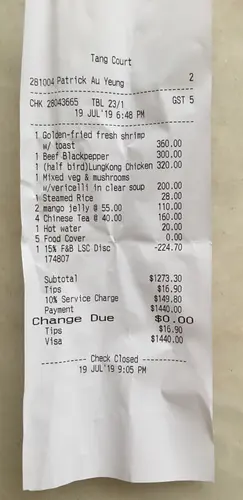 Tang Court
281004 Patrick Au Yeung 2
CHK 28043665 TBL 23/1 GST 5
19 JUL'19 6:48 PM
1 Golden-fried fresh shrimp
w/ toast 360.00
1 Beef Blackpepper 300.00
1 (half bird)LungKong Chicken 320.00
1 Mixed veg & mushrooms
w/vericelli in clear soup 200.00
1 Steamed Rice 28.00
2 mango jelly @ 55.00 110.00
4 Chinese Tea @ 40.00 160.00
1 Hot water 20.00
5 Food Cover 0.00
1 15% F&B LSC Disc -224.70
174807
Subtotal $1273.30
Tips $16.90
10% Service Charge $149.80
Payment $1440.00
Change Due $0.00
Tips $16.90
Visa $1440.00
---------- Check Closed ----------
19 JUL'19 9:05 PM